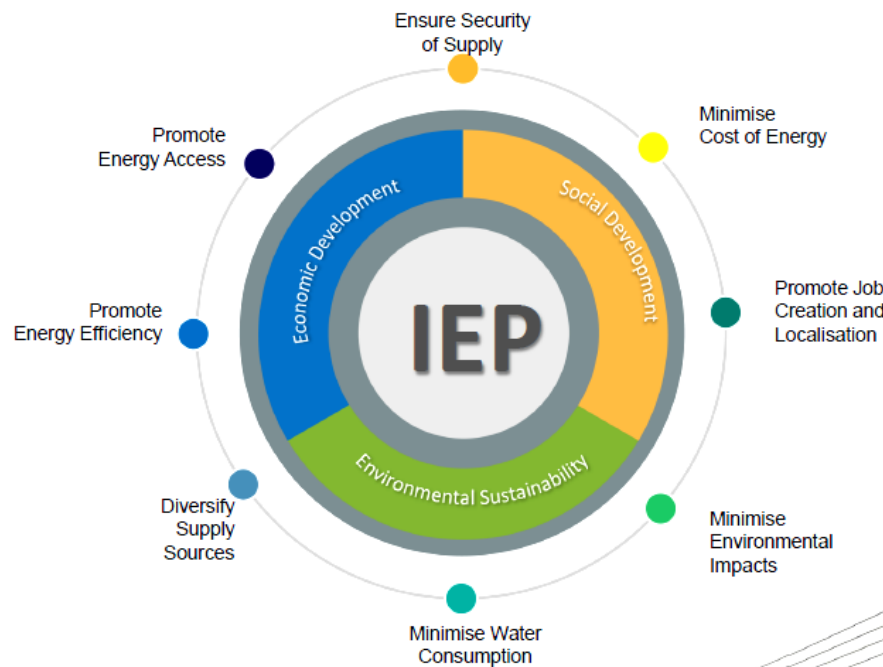 Ensure Security
of Supply
Minimise
Cost of Energy
Promote Job
Creation and
Localisation
Minimise
Environmental
Impacts
Minimise Water
Consumption
Diversify
Supply
Sources
Promote
Energy Efficiency
Promote
Energy Access
Economic Development
Social Development
Environmental Sustainability
IEP